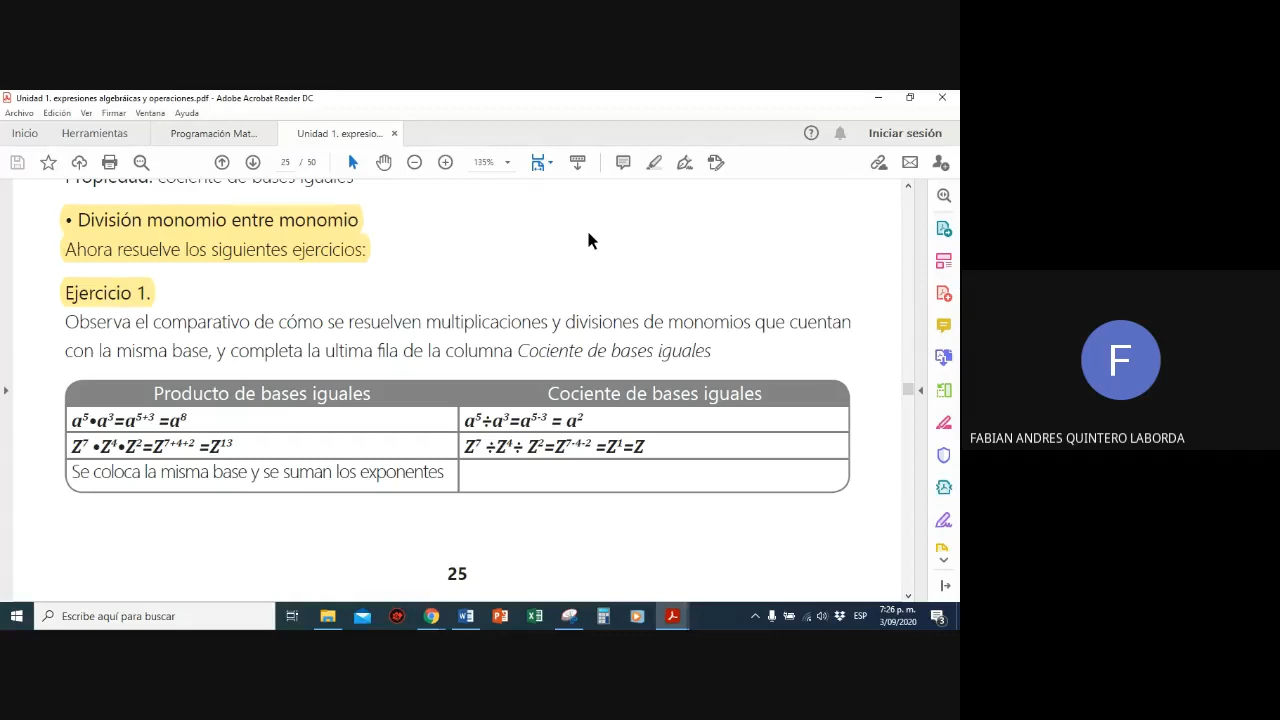 Unidad 1. expresiones algebráicas y operaciones.pdf - Adobe Acrobat Reader DC
Archivo Edición Ver Firmar Ventana Ayuda
Inicio Herramientas Programación Mat... Unidad 1. expresio... × Iniciar sesión
25 / 50 135%
Propiedad: cociente de bases iguales
• División monomio entre monomio
Ahora resuelve los siguientes ejercicios:
Ejercicio 1.
Observa el comparativo de cómo se resuelven multiplicaciones y divisiones de monomios que cuentan
con la misma base, y completa la ultima fila de la columna Cociente de bases iguales
Producto de bases iguales Cociente de bases iguales
a⁵•a³=a⁵⁺³ =a⁸ a⁵÷a³=a⁵⁻³ = a²
Z⁷ •Z⁴•Z²=Z⁷⁺⁴⁺² =Z¹³ Z⁷ ÷Z⁴÷ Z²=Z⁷⁻⁴⁻² =Z¹=Z
Se coloca la misma base y se suman los exponentes
25
F
FABIAN ANDRES QUINTERO LABORDA
Escribe aquí para buscar
ESP
7:26 p. m.
3/09/2020
3